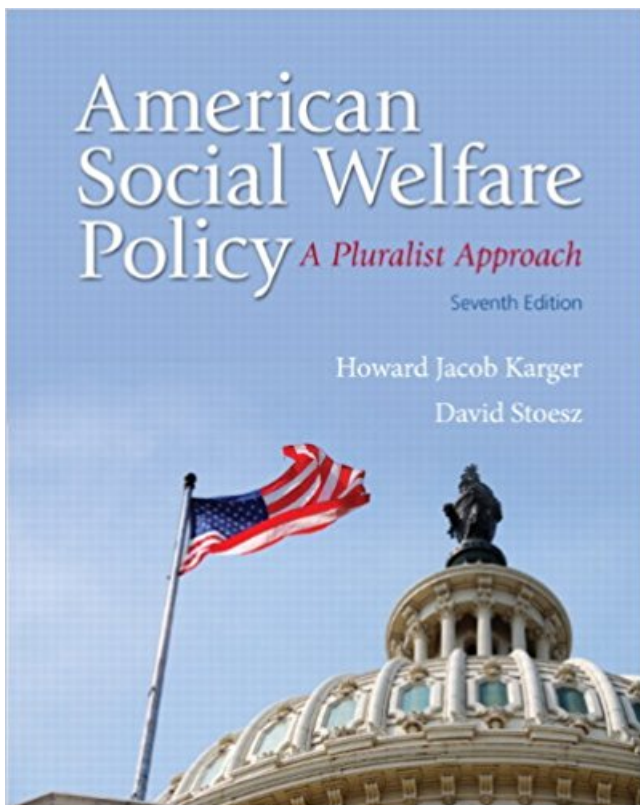 American
Social Welfare
Policy A Pluralist Approach
Seventh Edition
Howard Jacob Karger
David Stoesz